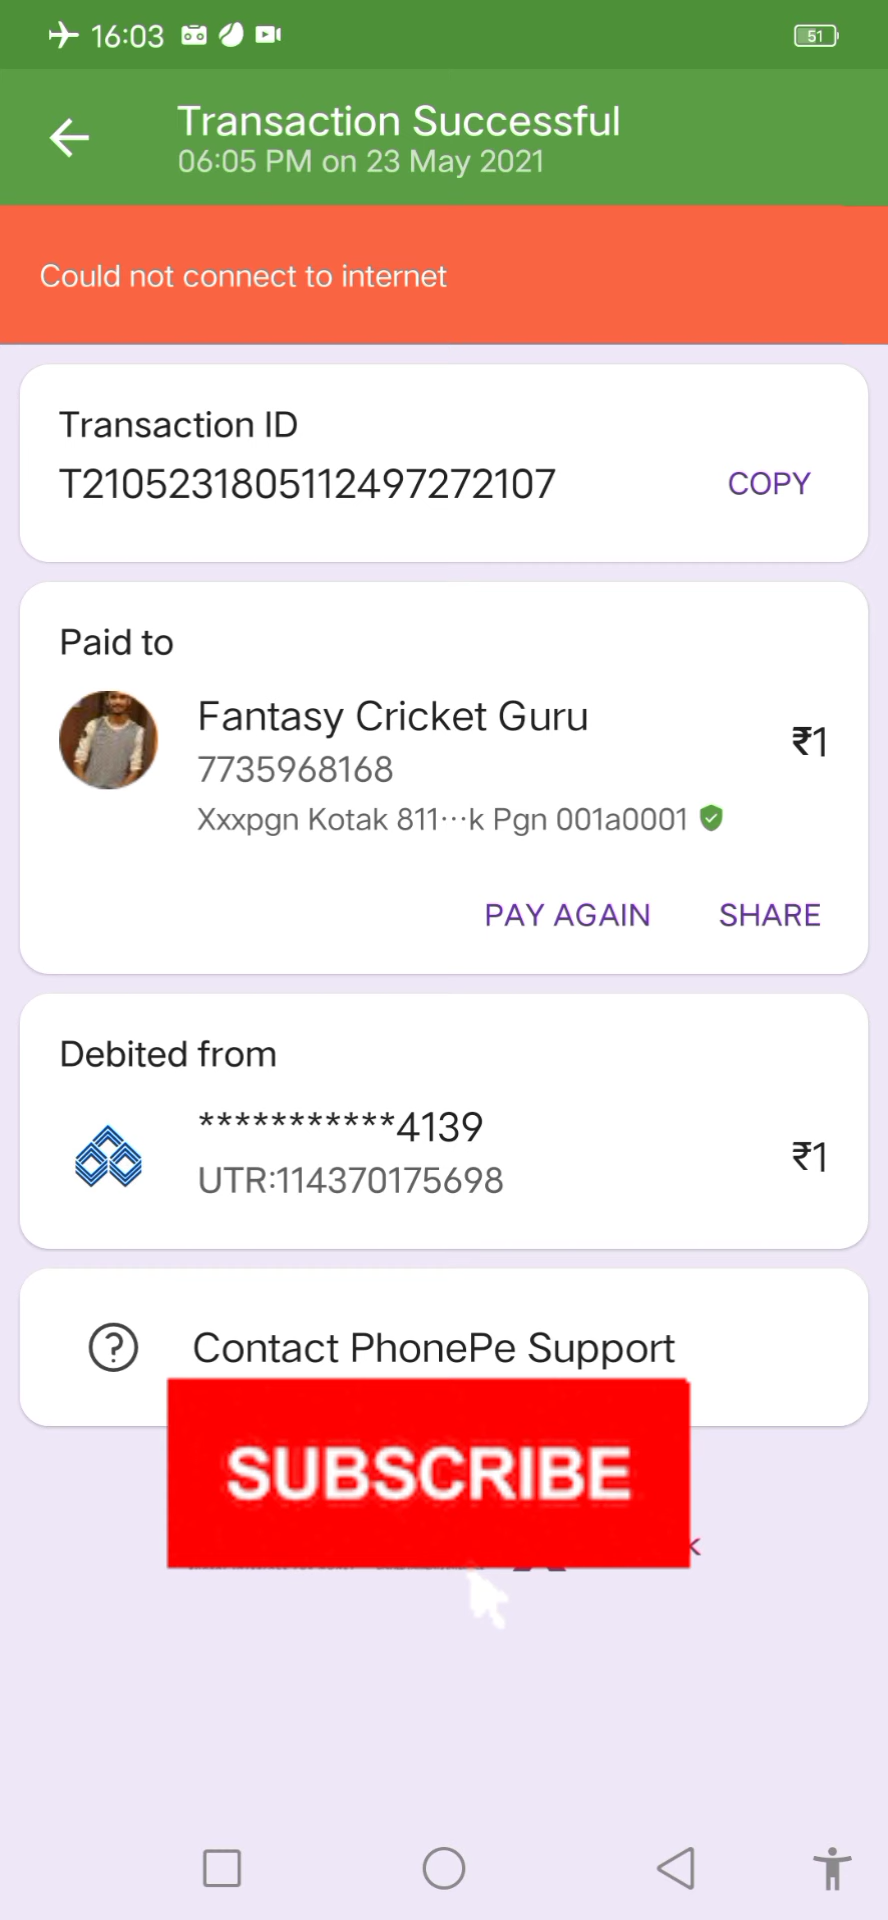 16:03
51
Transaction Successful
06:05 PM on 23 May 2021
Could not connect to internet
Transaction ID
T2105231805112497272107
COPY
Paid to
Fantasy Cricket Guru
₹1
7735968168
Xxxpgn Kotak 811···k Pgn 001a0001
PAY AGAIN
SHARE
Debited from
***********4139
₹1
UTR:114370175698
Contact PhonePe Support
SUBSCRIBE